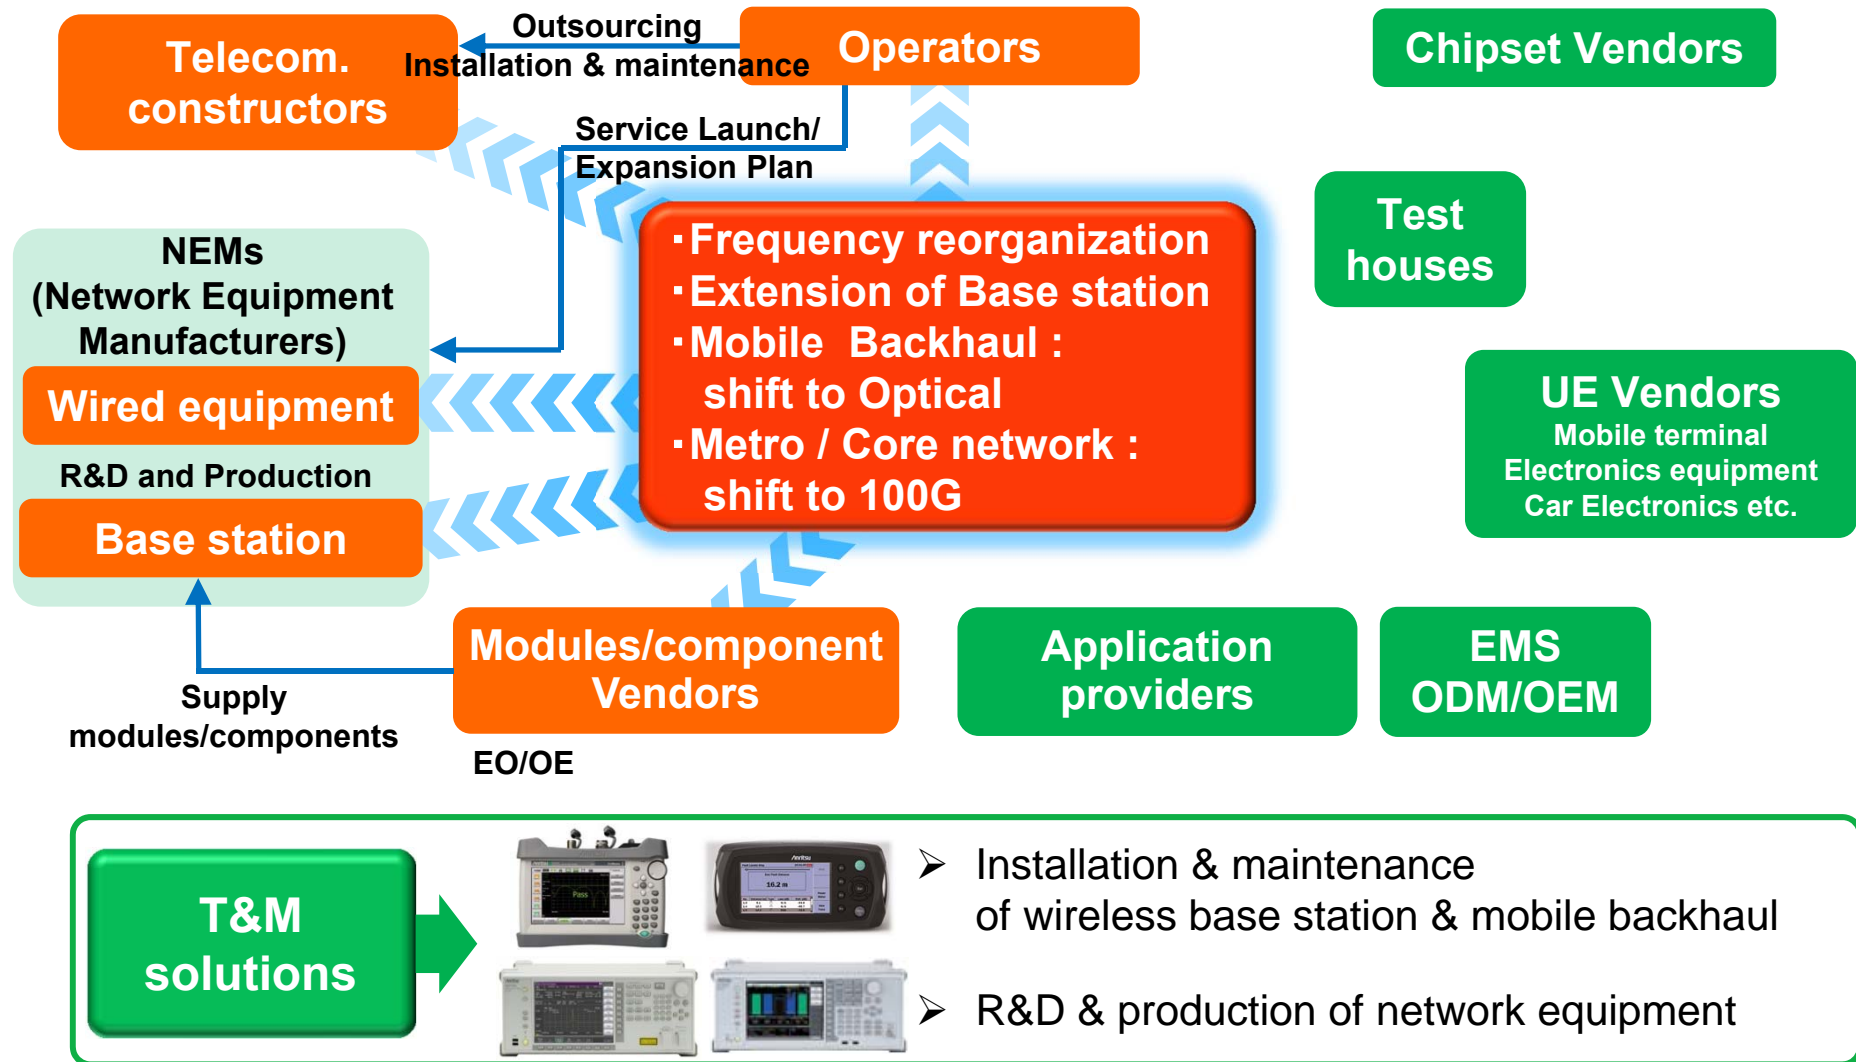 Telecom.
constructors
Outsourcing
Installation & maintenance
Operators
Chipset Vendors
Service Launch/
Expansion Plan
Test
houses
NEMs
(Network Equipment
Manufacturers)
Wired equipment
R&D and Production
Base station
・Frequency reorganization
・Extension of Base station
・Mobile Backhaul :
shift to Optical
・Metro / Core network :
shift to 100G
UE Vendors
Mobile terminal
Electronics equipment
Car Electronics etc.
Modules/component
Vendors
Application
providers
EMS
ODM/OEM
Supply
modules/components
EO/OE
T&M
solutions
Pass
Anritsu
16.2 m
➢ Installation & maintenance
of wireless base station & mobile backhaul
➢ R&D & production of network equipment